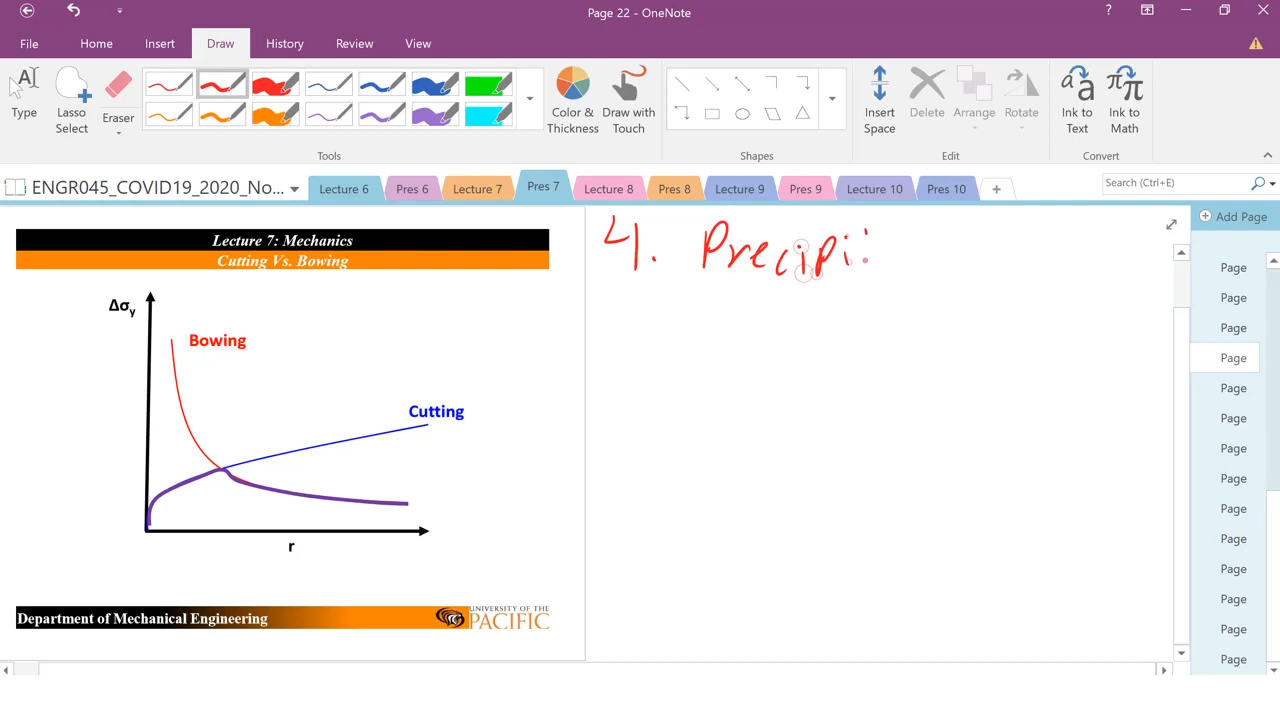 Page 22 - OneNote
?
File Home Insert Draw History Review View
Type
Lasso Select
Eraser
Color & Thickness
Draw with Touch
Insert Space
Delete
Arrange
Rotate
Ink to Text
Ink to Math
Tools
Shapes
Edit
Convert
ENGR045_COVID19_2020_No...
Lecture 6 Pres 6 Lecture 7 Pres 7 Lecture 8 Pres 8 Lecture 9 Pres 9 Lecture 10 Pres 10 +
Search (Ctrl+E)
Lecture 7: Mechanics
Cutting Vs. Bowing
Δσy
Bowing
Cutting
r
Department of Mechanical Engineering
UNIVERSITY OF THE
PACIFIC
4. Precipi
Add Page
Page
Page
Page
Page
Page
Page
Page
Page
Page
Page
Page
Page
Page
Page